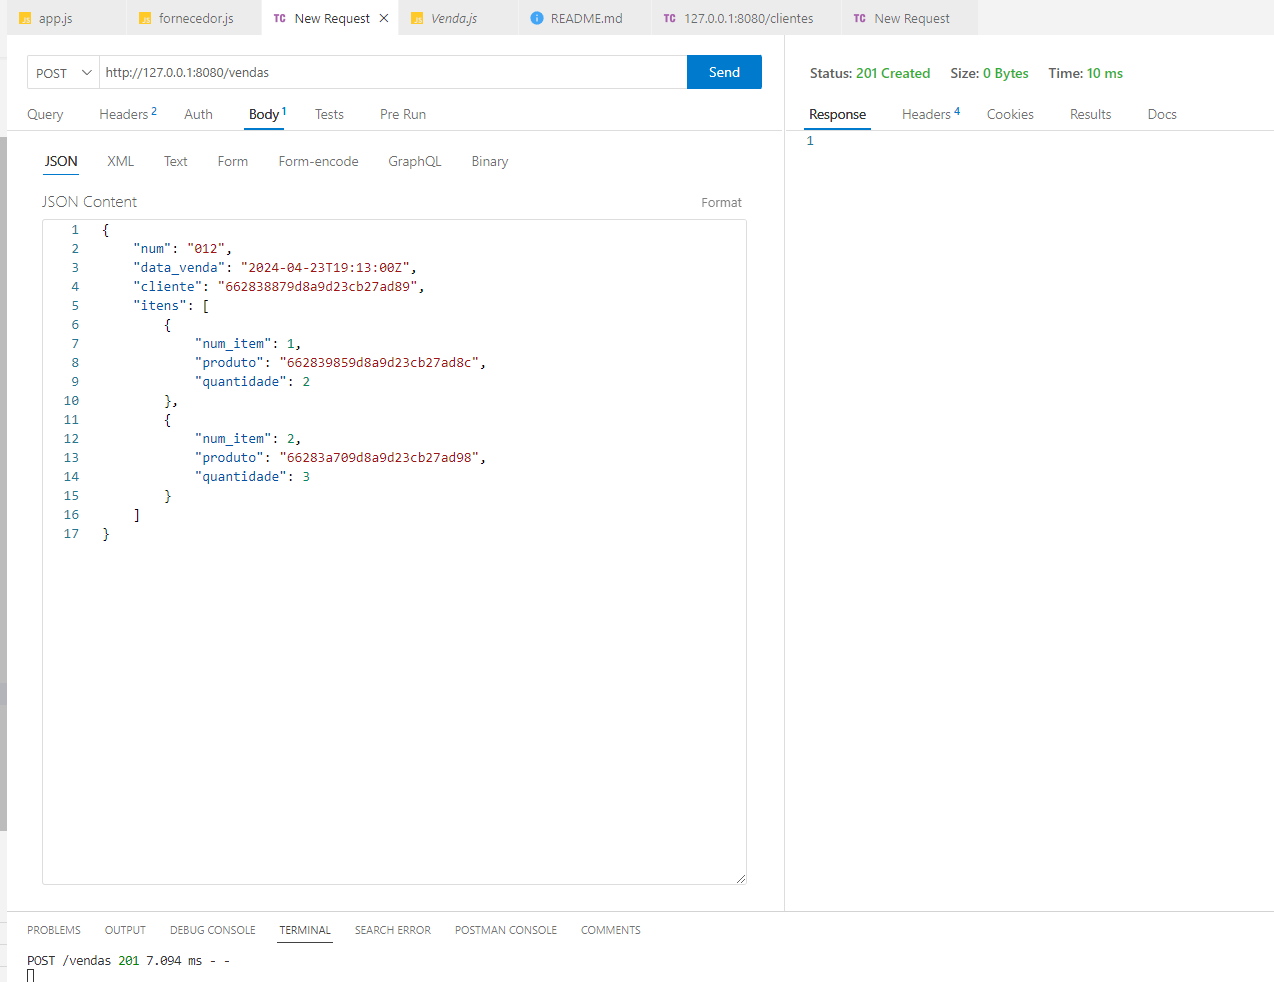 app.js fornecedor.js TC New Request Venda.js README.md TC 127.0.0.1:8080/clientes TC New Request
POST http://127.0.0.1:8080/vendas Send
Query Headers 2 Auth Body 1 Tests Pre Run
JSON XML Text Form Form-encode GraphQL Binary
JSON Content Format
1 {
2 "num": "012",
3 "data_venda": "2024-04-23T19:13:00Z",
4 "cliente": "662838879d8a9d23cb27ad89",
5 "itens": [
6 {
7 "num_item": 1,
8 "produto": "662839859d8a9d23cb27ad8c",
9 "quantidade": 2
10 },
11 {
12 "num_item": 2,
13 "produto": "66283a709d8a9d23cb27ad98",
14 "quantidade": 3
15 }
16 ]
17 }
Status: 201 Created Size: 0 Bytes Time: 10 ms
Response Headers 4 Cookies Results Docs
1
PROBLEMS OUTPUT DEBUG CONSOLE TERMINAL SEARCH ERROR POSTMAN CONSOLE COMMENTS
POST /vendas 201 7.094 ms - -